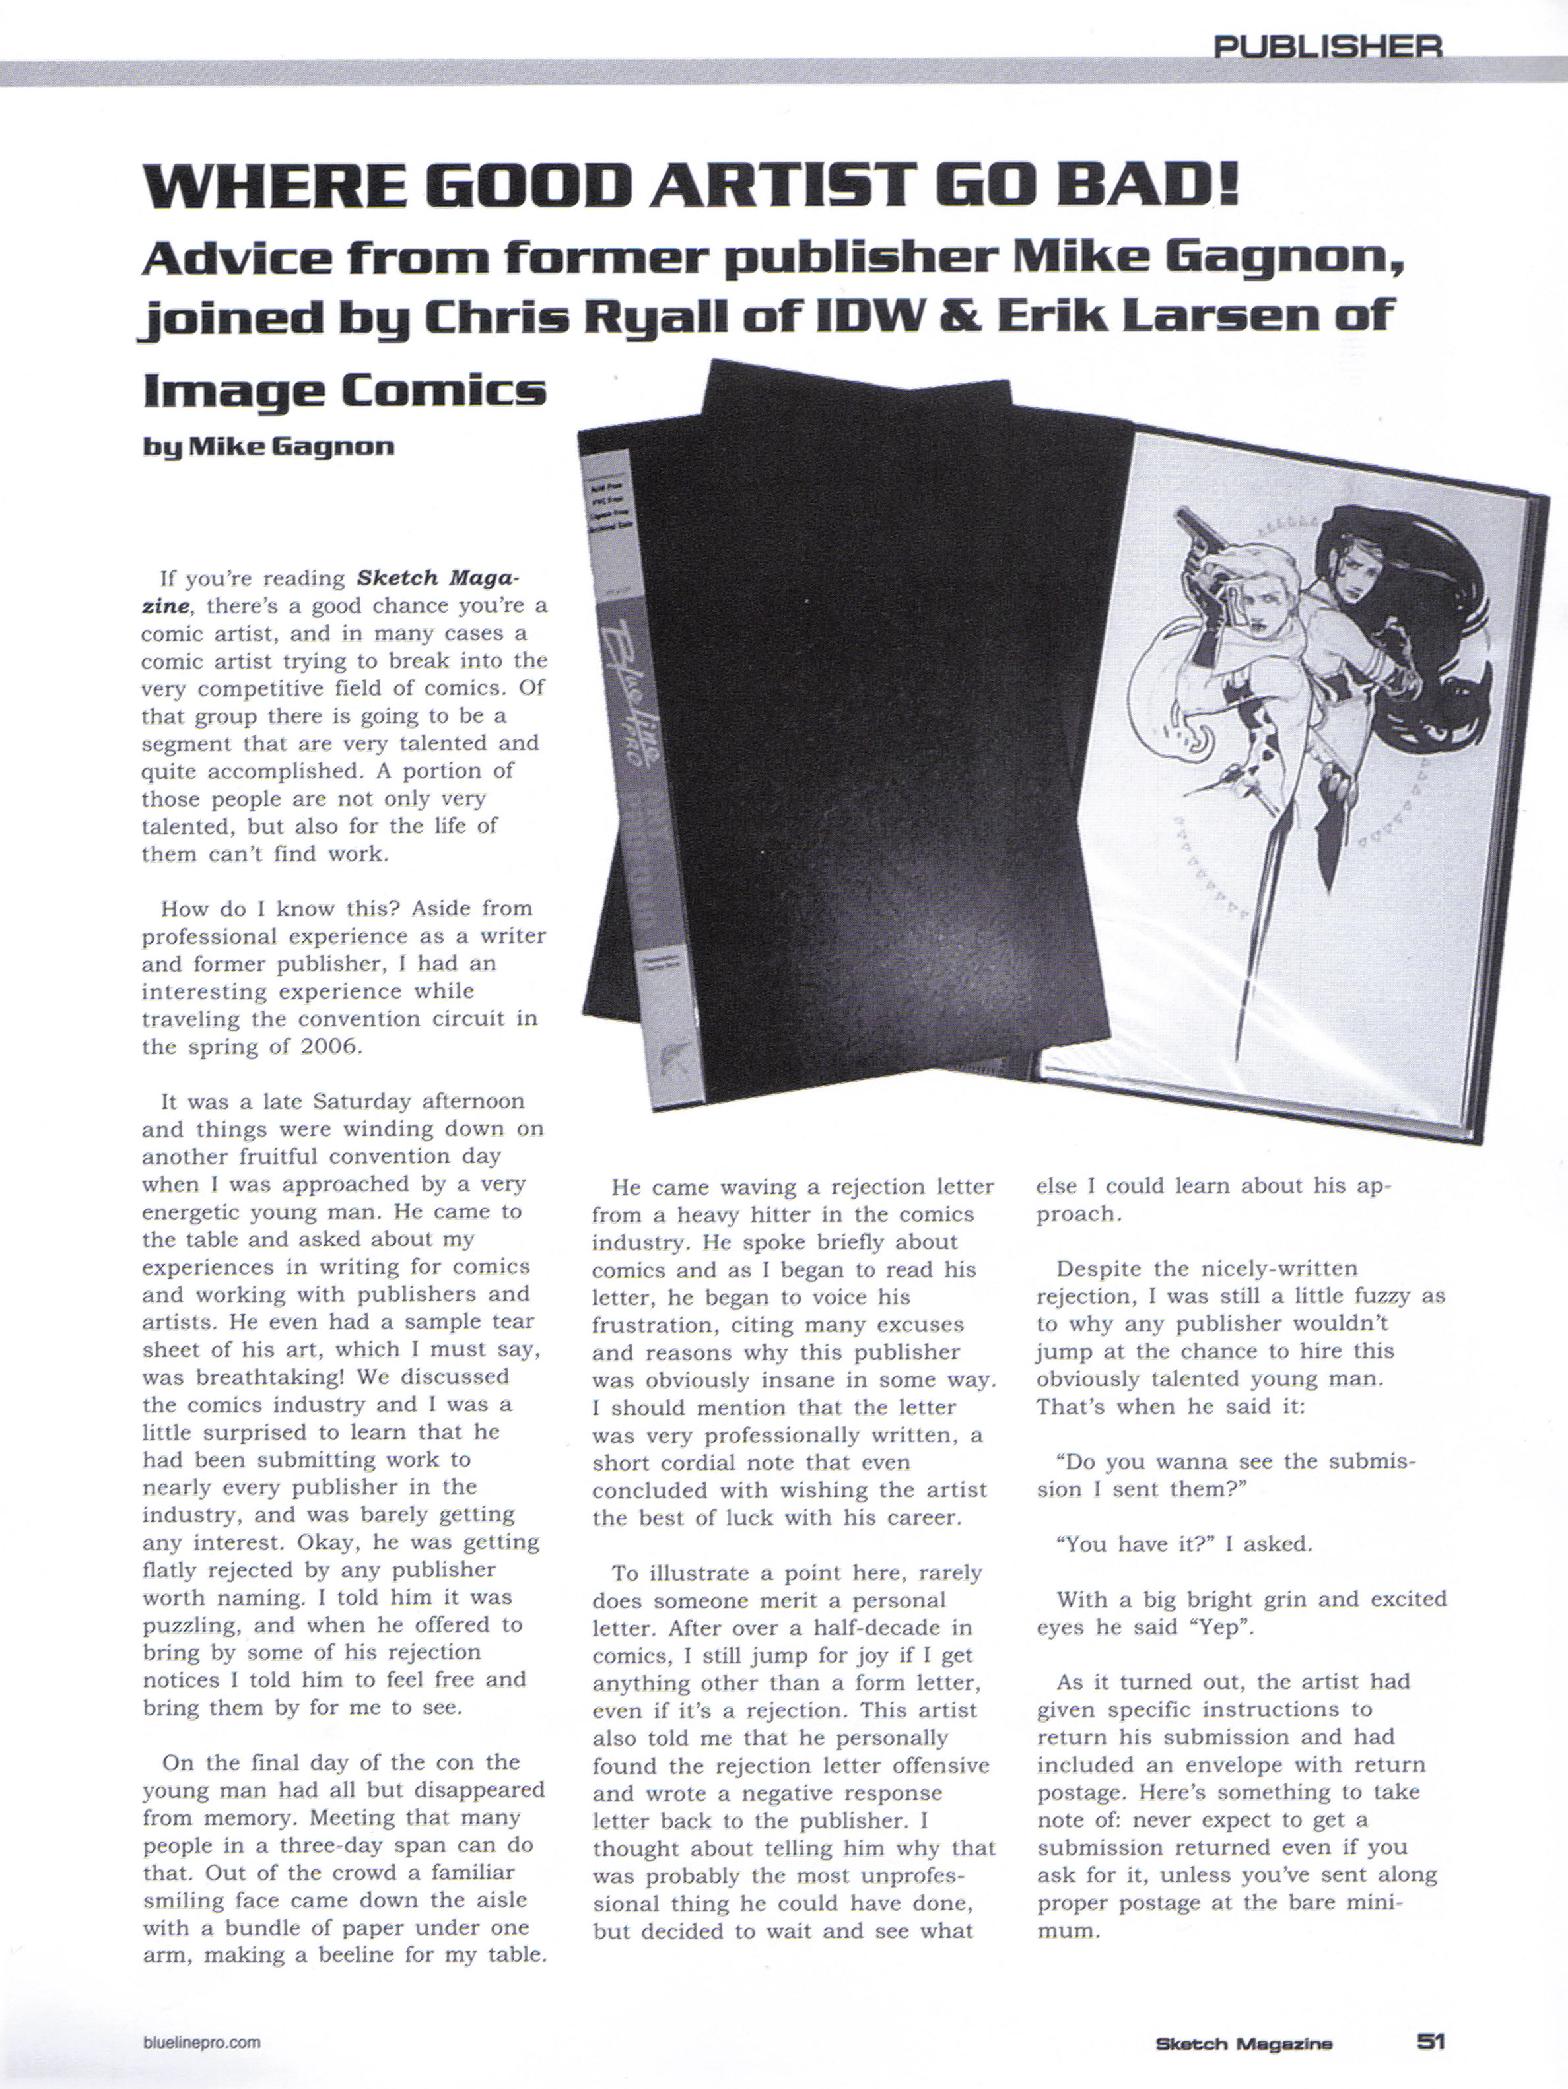 PUBLISHER
WHERE GOOD ARTIST GO BAD!
Advice from former publisher Mike Gagnon,
joined by Chris Ryall of IDW & Erik Larsen of
Image Comics
by Mike Gagnon
If you're reading Sketch Maga-
zine, there's a good chance you're a
comic artist, and in many cases a
comic artist trying to break into the
very competitive field of comics. Of
that group there is going to be a
segment that are very talented and
quite accomplished. A portion of
those people are not only very
talented, but also for the life of
them can't find work.
How do I know this? Aside from
professional experience as a writer
and former publisher, I had an
interesting experience while
traveling the convention circuit in
the spring of 2006.
It was a late Saturday afternoon
and things were winding down on
another fruitful convention day
when I was approached by a very
energetic young man. He came to
the table and asked about my
experiences in writing for comics
and working with publishers and
artists. He even had a sample tear
sheet of his art, which I must say,
was breathtaking! We discussed
the comics industry and I was a
little surprised to learn that he
had been submitting work to
nearly every publisher in the
industry, and was barely getting
any interest. Okay, he was getting
flatly rejected by any publisher
worth naming. I told him it was
puzzling, and when he offered to
bring by some of his rejection
notices I told him to feel free and
bring them by for me to see.
On the final day of the con the
young man had all but disappeared
from memory. Meeting that many
people in a three-day span can do
that. Out of the crowd a familiar
smiling face came down the aisle
with a bundle of paper under one
arm, making a beeline for my table.
Acid Free
PVC Free
Lignin Free
Archival Safe
Blue line
PRO
He came waving a rejection letter
from a heavy hitter in the comics
industry. He spoke briefly about
comics and as I began to read his
letter, he began to voice his
frustration, citing many excuses
and reasons why this publisher
was obviously insane in some way.
I should mention that the letter
was very professionally written, a
short cordial note that even
concluded with wishing the artist
the best of luck with his career.
To illustrate a point here, rarely
does someone merit a personal
letter. After over a half-decade in
comics, I still jump for joy if I get
anything other than a form letter,
even if it's a rejection. This artist
also told me that he personally
found the rejection letter offensive
and wrote a negative response
letter back to the publisher. I
thought about telling him why that
was probably the most unprofes-
sional thing he could have done,
but decided to wait and see what
else I could learn about his ap-
proach.
Despite the nicely-written
rejection, I was still a little fuzzy as
to why any publisher wouldn't
jump at the chance to hire this
obviously talented young man.
That's when he said it:
"Do you wanna see the submis-
sion I sent them?"
"You have it?" I asked.
With a big bright grin and excited
eyes he said "Yep".
As it turned out, the artist had
given specific instructions to
return his submission and had
included an envelope with return
postage. Here's something to take
note of: never expect to get a
submission returned even if you
ask for it, unless you've sent along
proper postage at the bare mini-
mum.
bluelinepro.com
Sketch Magazine 51